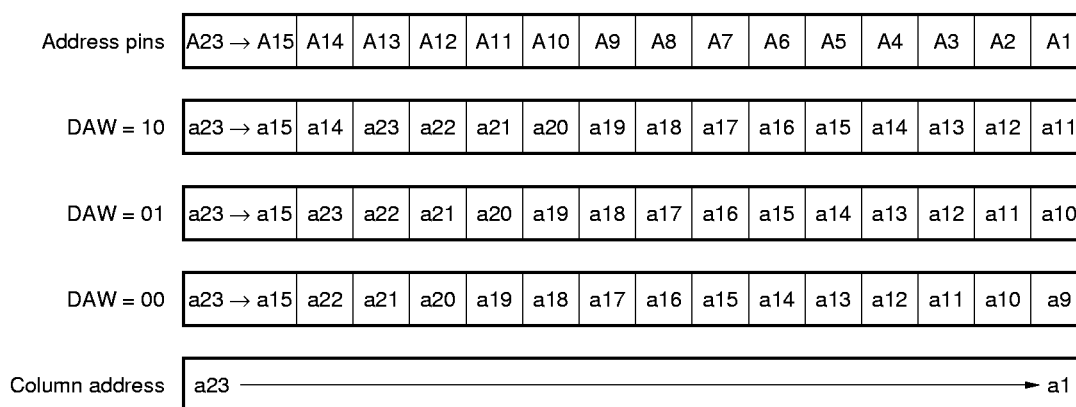 Address pins A23 → A15 A14 A13 A12 A11 A10 A9 A8 A7 A6 A5 A4 A3 A2 A1
DAW = 10 a23 → a15 a14 a23 a22 a21 a20 a19 a18 a17 a16 a15 a14 a13 a12 a11
DAW = 01 a23 → a15 a23 a22 a21 a20 a19 a18 a17 a16 a15 a14 a13 a12 a11 a10
DAW = 00 a23 → a15 a22 a21 a20 a19 a18 a17 a16 a15 a14 a13 a12 a11 a10 a9
Column address a23 → a1